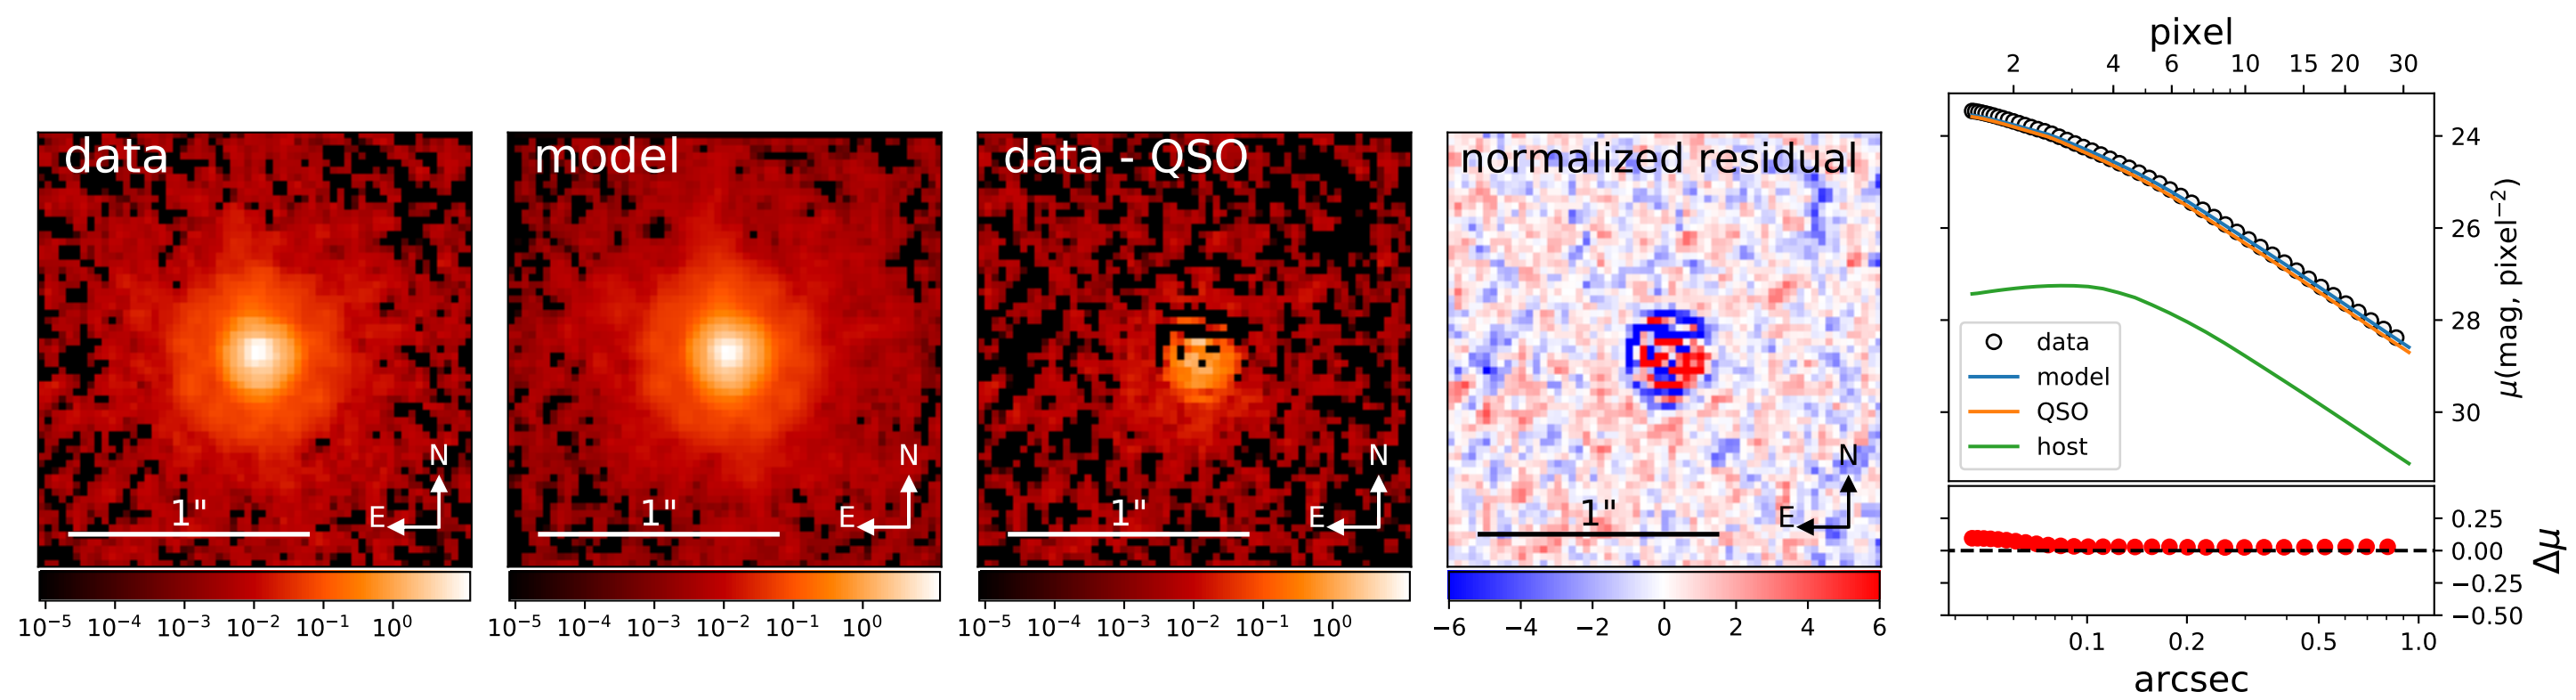 data
N
E
1"
10⁻⁵ 10⁻⁴ 10⁻³ 10⁻² 10⁻¹ 10⁰
model
N
E
1"
10⁻⁵ 10⁻⁴ 10⁻³ 10⁻² 10⁻¹ 10⁰
data - QSO
N
E
1"
10⁻⁵ 10⁻⁴ 10⁻³ 10⁻² 10⁻¹ 10⁰
normalized residual
N
E
1"
−6 −4 −2 0 2 4 6
pixel
2 4 6 10 15 20 30
24
26
28
30
μ(mag, pixel⁻²)
data
model
QSO
host
0.25
0.00
−0.25
−0.50
Δμ
0.1 0.2 0.5 1.0
arcsec